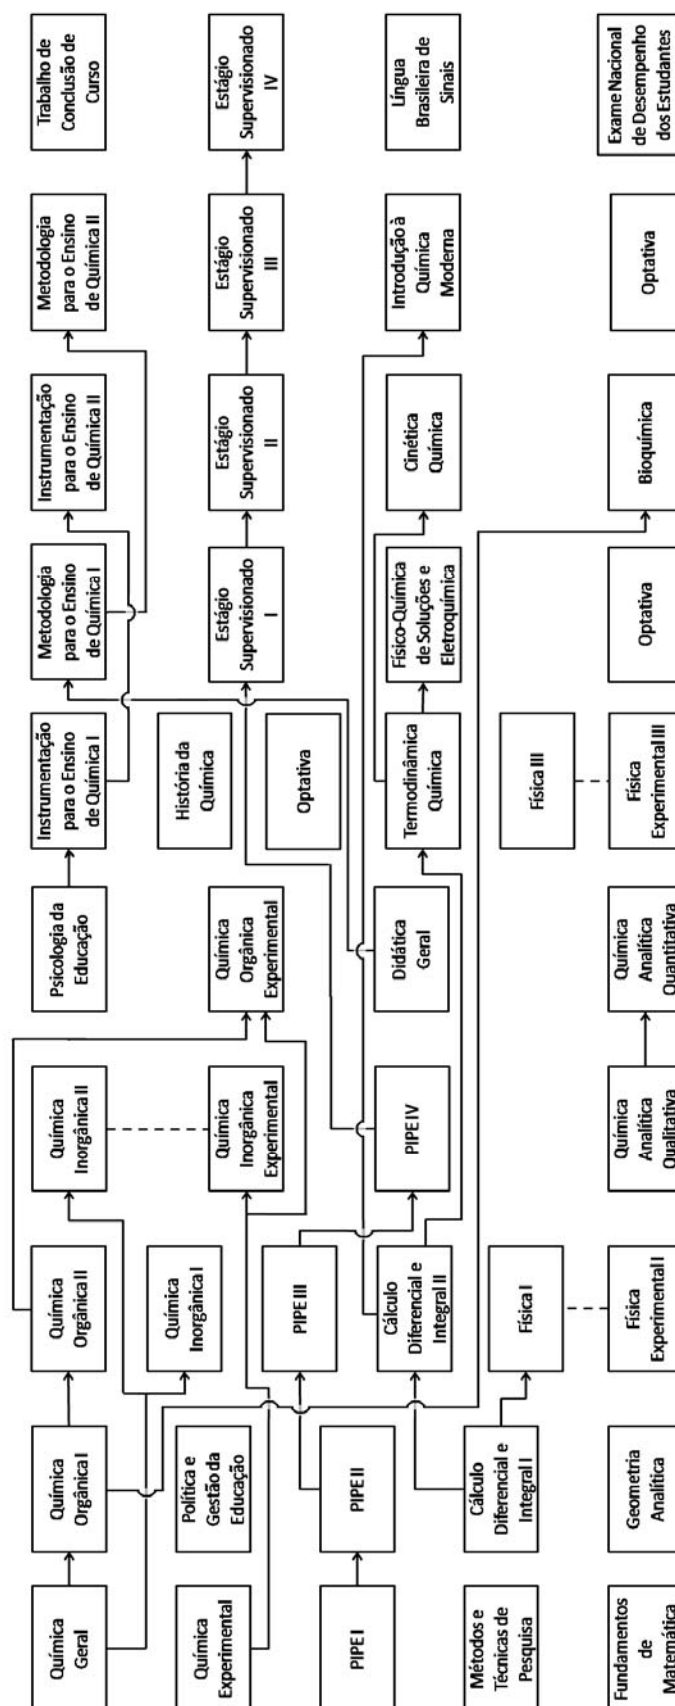 Trabalho de
Conclusão de
Curso
Estágio
Supervisionado
IV
Língua
Brasileira de
Sinais
Exame Nacional
de Desempenho
dos Estudantes
Metodologia
para o Ensino
de Química II
Estágio
Supervisionado
III
Introdução à
Química
Moderna
Optativa
Instrumentação
para o Ensino
de Química II
Estágio
Supervisionado
II
Cinética
Química
Bioquímica
Metodologia
para o Ensino
de Química I
Estágio
Supervisionado
I
Físico-Química
de Soluções e
Eletroquímica
Optativa
Instrumentação
para o Ensino
de Química I
História da
Química
Optativa
Termodinâmica
Química
Física III
Física
Experimental III
Psicologia da
Educação
Química
Orgânica
Experimental
Didática
Geral
Química
Analítica
Quantitativa
Química
Inorgânica II
Química
Inorgânica
Experimental
PIPE IV
Química
Analítica
Qualitativa
Química
Orgânica II
Química
Inorgânica I
PIPE III
Cálculo
Diferencial e
Integral II
Física I
Física
Experimental I
Química
Orgânica I
Política e
Gestão da
Educação
PIPE II
Cálculo
Diferencial e
Integral I
Geometria
Analítica
Química
Geral
Química
Experimental
PIPE I
Métodos e
Técnicas de
Pesquisa
Fundamentos
de
Matemática